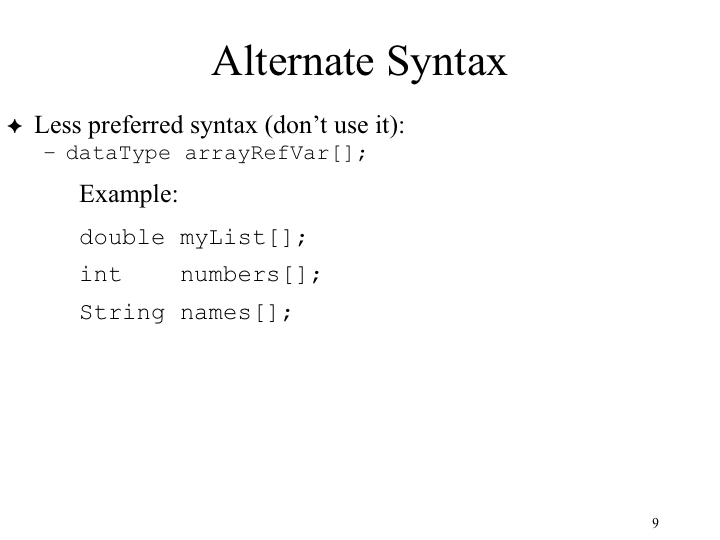 Alternate Syntax
✦ Less preferred syntax (don’t use it):
– dataType arrayRefVar[];
Example:
double myList[];
int    numbers[];
String names[];
9